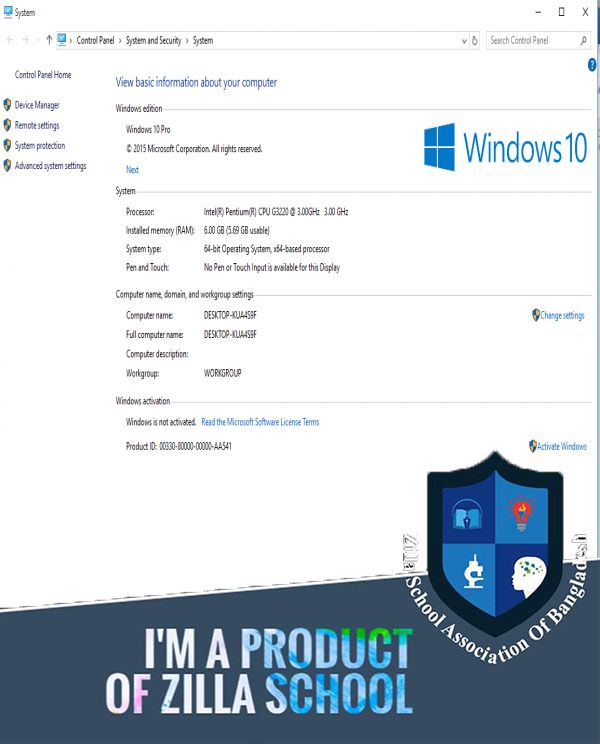 System
Control Panel > System and Security > System
Search Control Panel
?
Control Panel Home
Device Manager
Remote settings
System protection
Advanced system settings
View basic information about your computer
Windows edition
Windows 10 Pro
© 2015 Microsoft Corporation. All rights reserved.
Next
Windows 10
System
Processor: Intel(R) Pentium(R) CPU G3220 @ 3.00GHz 3.00 GHz
Installed memory (RAM): 6.00 GB (5.69 GB usable)
System type: 64-bit Operating System, x64-based processor
Pen and Touch: No Pen or Touch Input is available for this Display
Computer name, domain, and workgroup settings
Computer name: DESKTOP-KUA4S9F
Change settings
Full computer name: DESKTOP-KUA4S9F
Computer description:
Workgroup: WORKGROUP
Windows activation
Windows is not activated. Read the Microsoft Software License Terms
Product ID: 00330-80000-00000-AA541
Activate Windows
School Association Of Bangladesh
I'M A PRODUCT
OF ZILLA SCHOOL